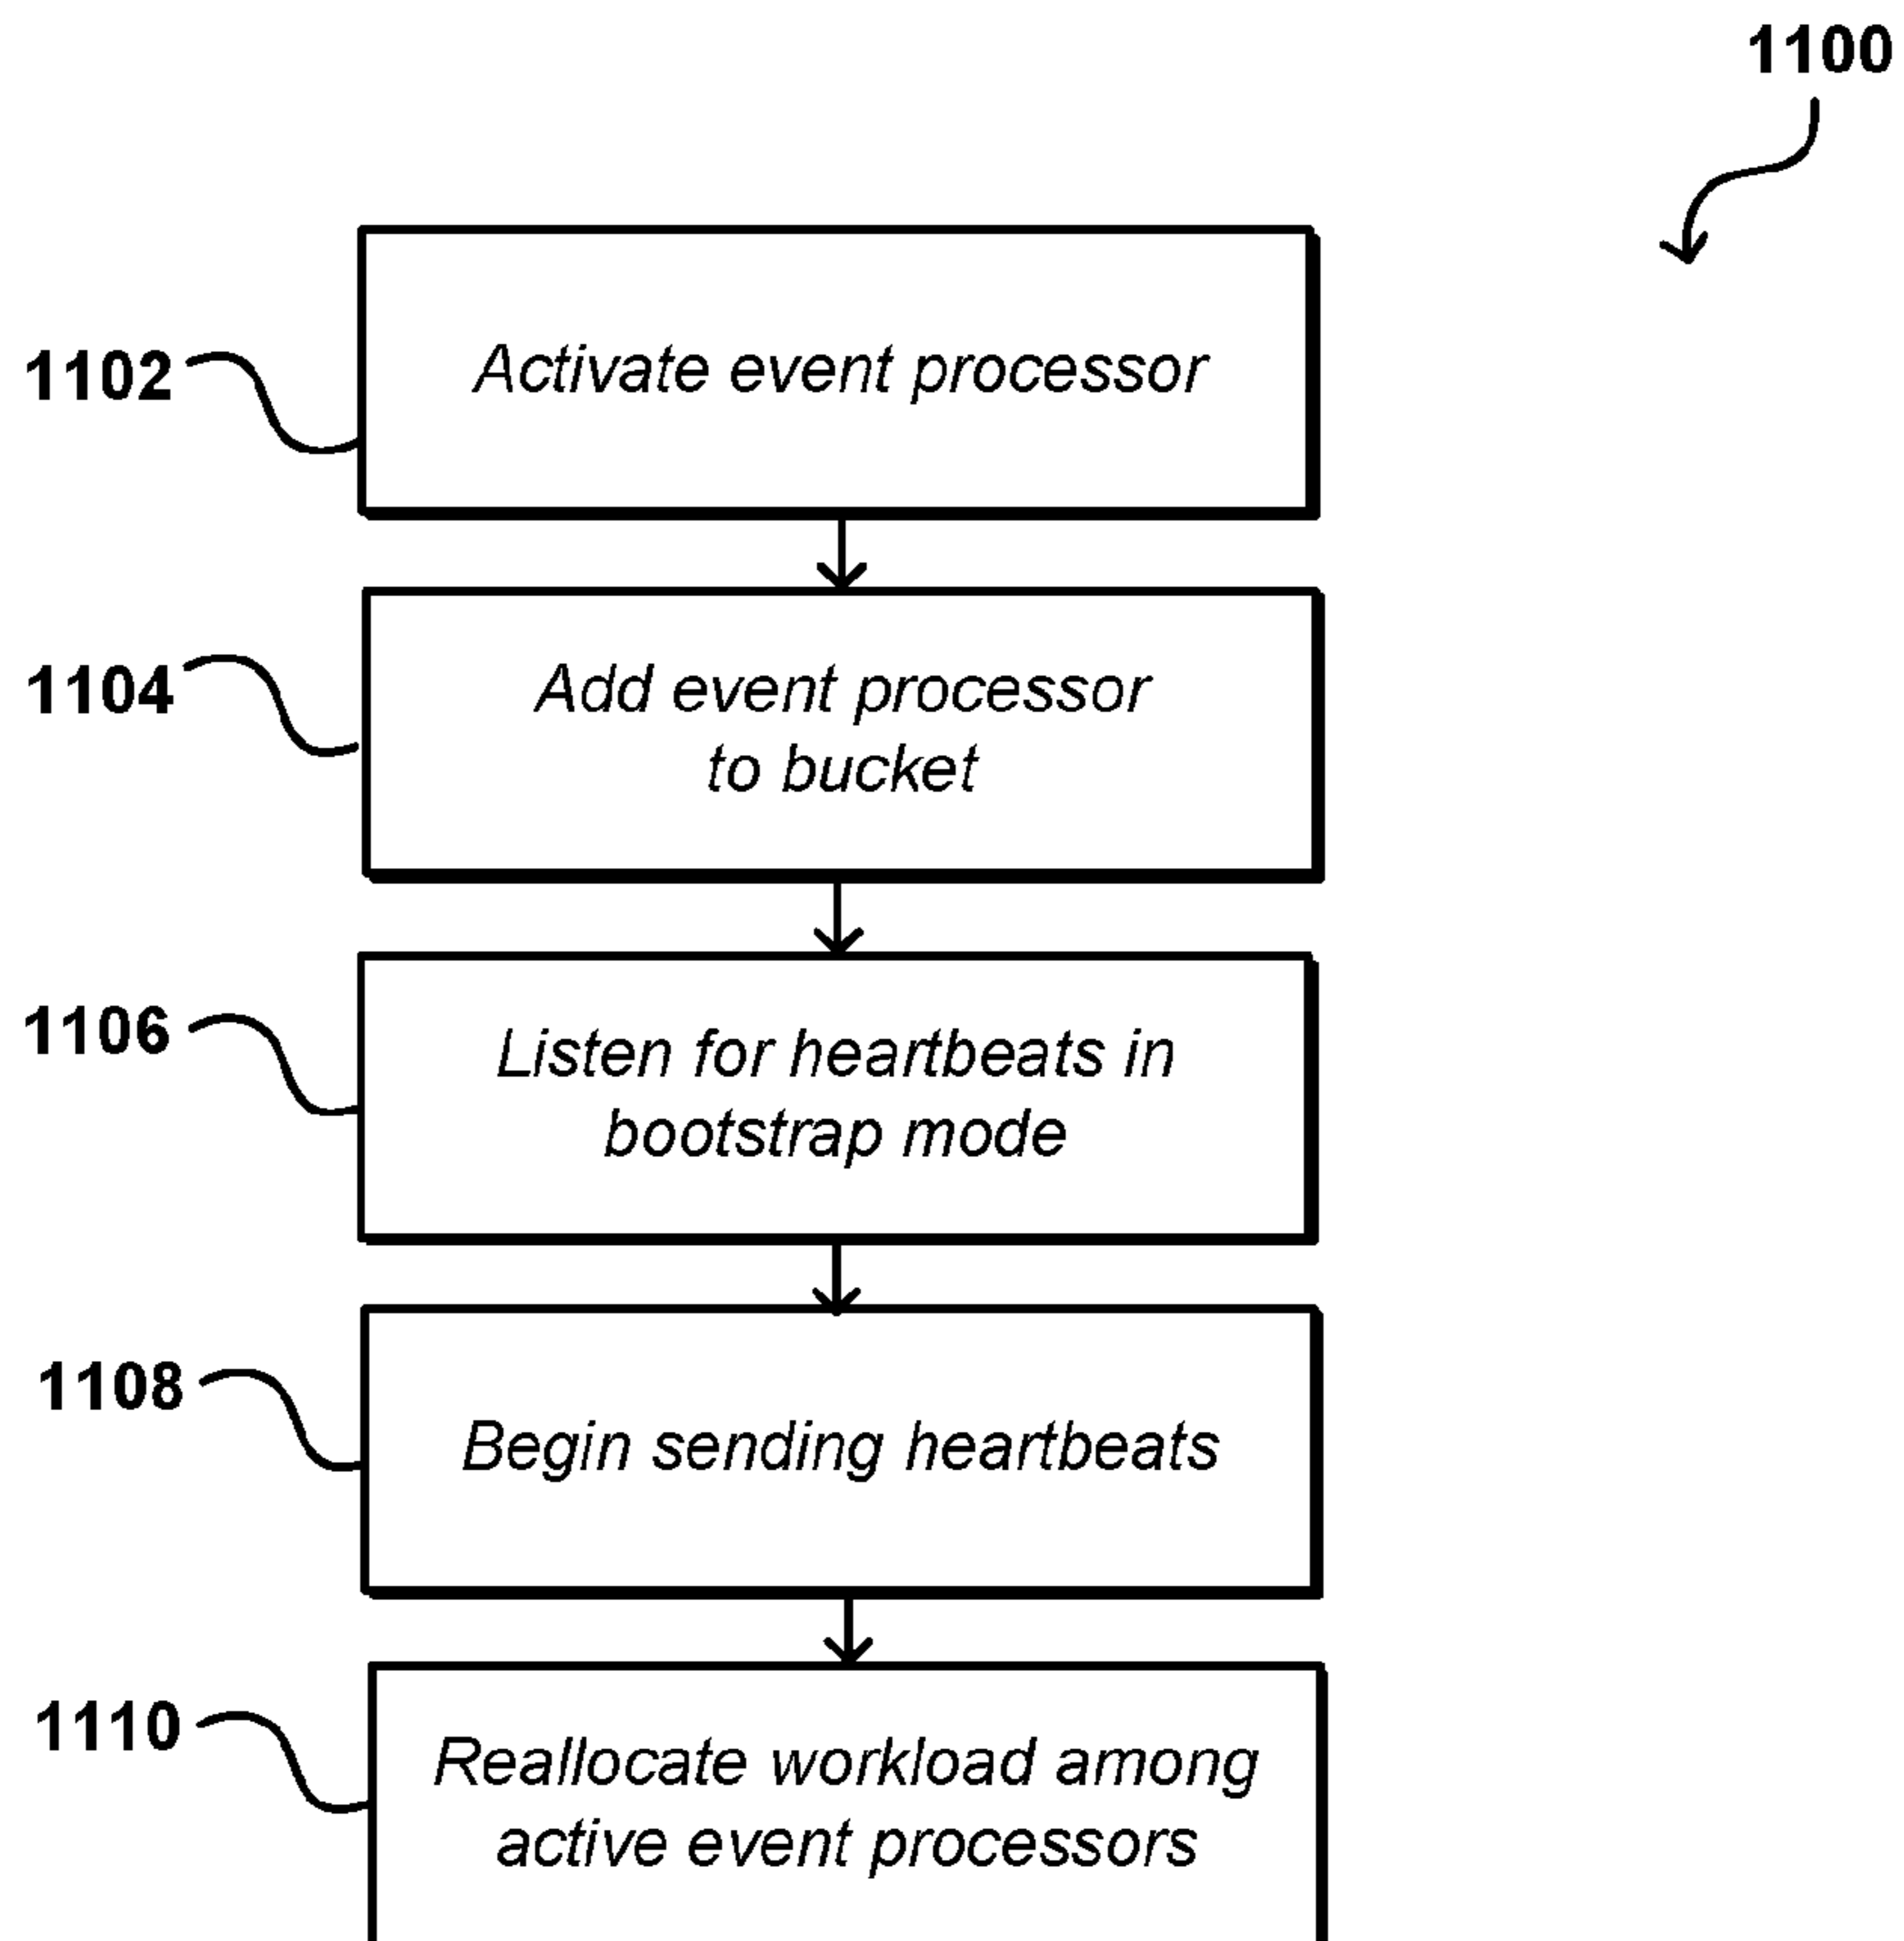 1100
1102
Activate event processor
1104
Add event processor
to bucket
1106
Listen for heartbeats in
bootstrap mode
1108
Begin sending heartbeats
1110
Reallocate workload among
active event processors